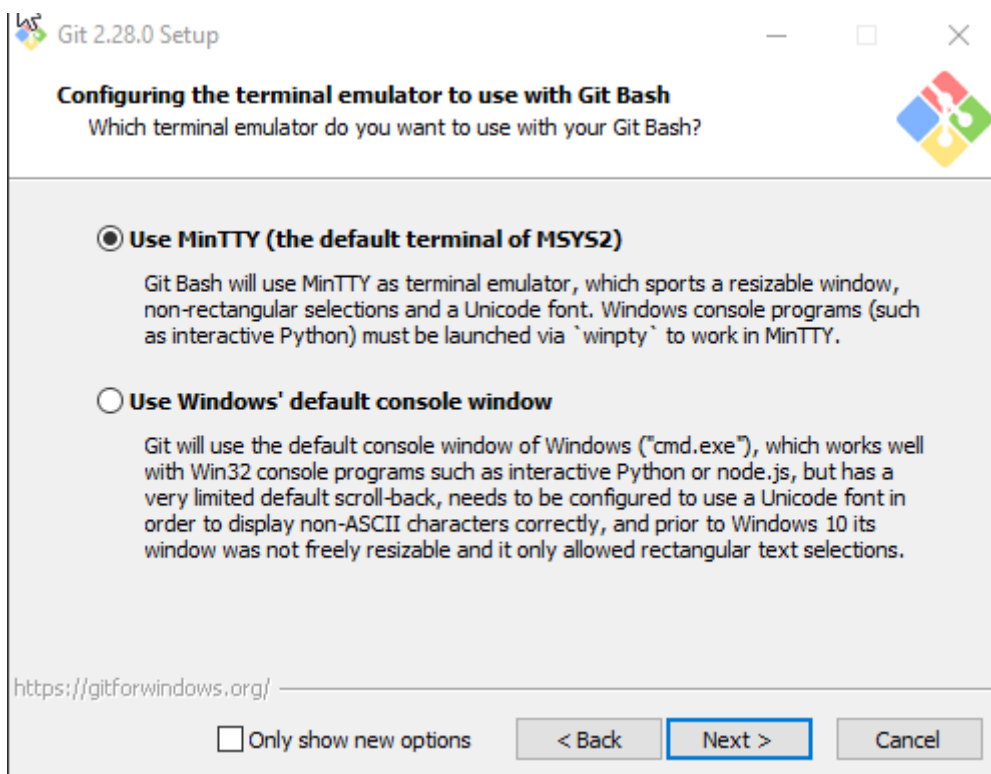 Git 2.28.0 Setup
Configuring the terminal emulator to use with Git Bash
Which terminal emulator do you want to use with your Git Bash?
Use MinTTY (the default terminal of MSYS2)
Git Bash will use MinTTY as terminal emulator, which sports a resizable window,
non-rectangular selections and a Unicode font. Windows console programs (such
as interactive Python) must be launched via `winpty` to work in MinTTY.
Use Windows' default console window
Git will use the default console window of Windows ("cmd.exe"), which works well
with Win32 console programs such as interactive Python or node.js, but has a
very limited default scroll-back, needs to be configured to use a Unicode font in
order to display non-ASCII characters correctly, and prior to Windows 10 its
window was not freely resizable and it only allowed rectangular text selections.
https://gitforwindows.org/
Only show new options
< Back
Next >
Cancel